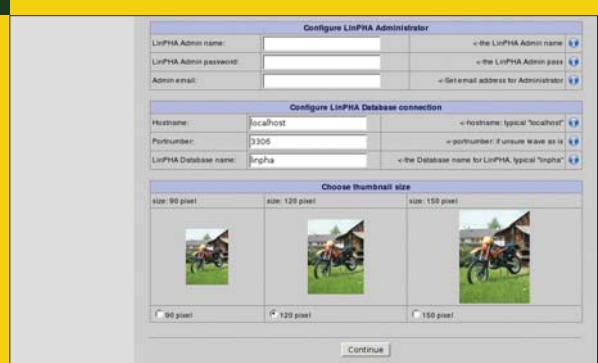 Configure LinPHA Administrator
LinPHA Admin name: <-the LinPHA Admin name
LinPHA Admin password: <-the LinPHA Admin pass
Admin email: <-Set email address for Administrator
Configure LinPHA Database connection
Hostname: localhost <-hostname: typical "localhost"
Portnumber: 3306 <-portnumber: if unsure leave as is
LinPHA Database name: linpha <-the Database name for LinPHA, typical "linpha"
Choose thumbnail size
size: 90 pixel size: 120 pixel size: 150 pixel
90 pixel 120 pixel 150 pixel
Continue